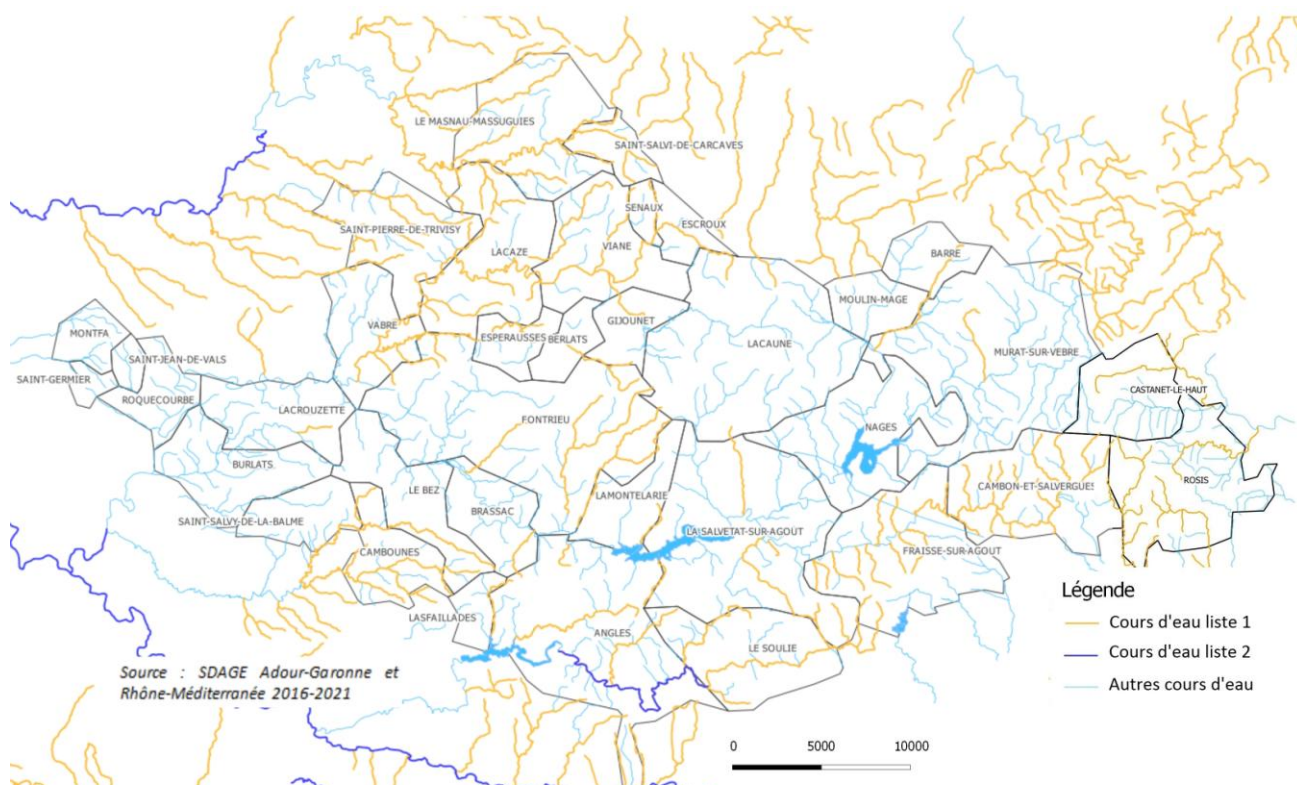 LE MASNAU-MASSUGUIES
SAINT-SALVI-DE-CARCAVES
SENAUX
ESCROUX
SAINT-PIERRE-DE-TRIVISY
LACAZE
VIANE
BARRE
MOULIN-MAGE
MONTFA
VABRE
ESPERAUSSES
BERLATS
GIJOUNET
LACAUNE
MURAT-SUR-VEBRE
SAINT-JEAN-DE-VALS
SAINT-GERMIER
ROQUECOURBE
LACROUZETTE
CASTANET-LE-HAUT
FONTRIEU
NAGES
BURLATS
LE BEZ
BRASSAC
LAMONTELARIE
CAMBON-ET-SALVERGUES
ROSIS
SAINT-SALVY-DE-LA-BALME
LA SALVETAT-SUR-AGOUT
CAMBOUNES
FRAISSE-SUR-AGOUT
LASFAILLADES
ANGLES
LE SOULIE
Légende
Cours d'eau liste 1
Cours d'eau liste 2
Autres cours d'eau
Source : SDAGE Adour-Garonne et
Rhône-Méditerranée 2016-2021
0 5000 10000